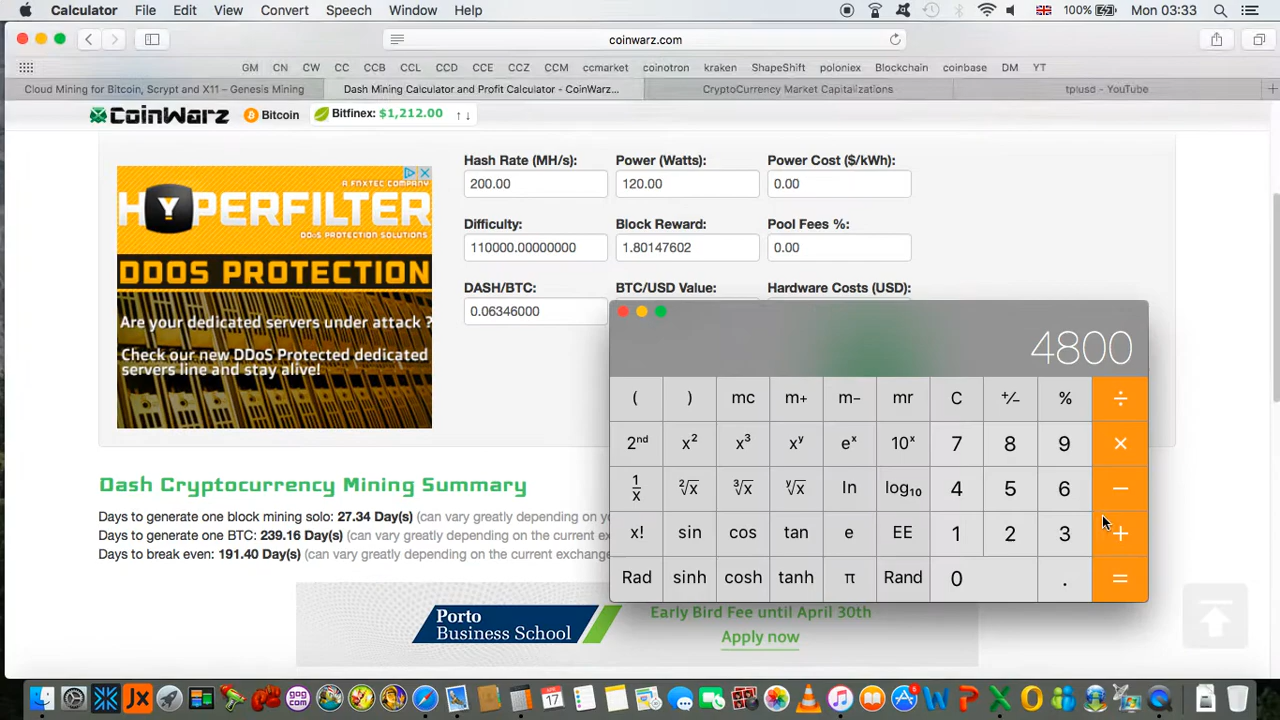 Calculator File Edit View Convert Speech Window Help 100% Mon 03:33
coinwarz.com
GM CN CW CC CCB CCL CCD CCE CCZ CCM ccmarket coinotron kraken ShapeShift poloniex Blockchain coinbase DM YT
Cloud Mining for Bitcoin, Scrypt and X11 – Genesis Mining Dash Mining Calculator and Profit Calculator - CoinWarz... CryptoCurrency Market Capitalizations tpiusd - YouTube
CoinWarz Bitcoin Bitfinex: $1,212.00 ↑ ↓
Hash Rate (MH/s): Power (Watts): Power Cost ($/kWh):
200.00 120.00 0.00
Difficulty: Block Reward: Pool Fees %:
110000.00000000 1.80147602 0.00
DASH/BTC: BTC/USD Value: Hardware Costs (USD):
0.06346000
A FNXTEC COMPANY
HYPERFILTER
DDOS PROTECTION SOLUTIONS
DDOS PROTECTION
Are your dedicated servers under attack ?
Check our new DDoS Protected dedicated
servers line and stay alive!
4800
( ) mc m+ m− mr C +/− % ÷
2nd x² x³ xʸ eˣ 10ˣ 7 8 9 ×
1/x ²√x ³√x ʸ√x ln log₁₀ 4 5 6 −
x! sin cos tan e EE 1 2 3 +
Rad sinh cosh tanh π Rand 0 . =
Dash Cryptocurrency Mining Summary
Days to generate one block mining solo: 27.34 Day(s) (can vary greatly depending on
Days to generate one BTC: 239.16 Day(s) (can vary greatly depending on the current
Days to break even: 191.40 Day(s) (can vary greatly depending on the current exchange
Porto
Business School
Early Bird Fee until April 30th
Apply now